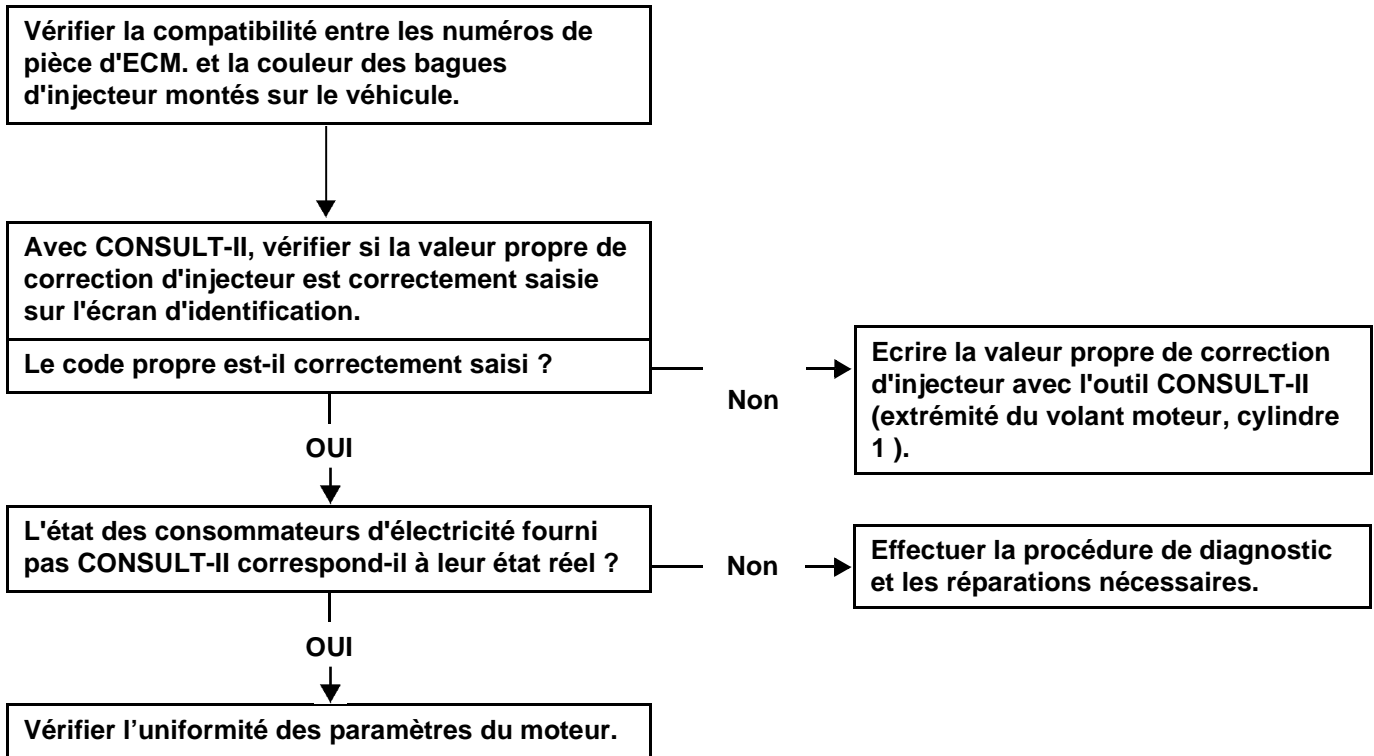 Vérifier la compatibilité entre les numéros de
pièce d'ECM. et la couleur des bagues
d'injecteur montés sur le véhicule.
Avec CONSULT-II, vérifier si la valeur propre de
correction d'injecteur est correctement saisie
sur l'écran d'identification.
Le code propre est-il correctement saisi ?
Non
Ecrire la valeur propre de correction
d'injecteur avec l'outil CONSULT-II
(extrémité du volant moteur, cylindre
1 ).
OUI
L'état des consommateurs d'électricité fourni
pas CONSULT-II correspond-il à leur état réel ?
Non
Effectuer la procédure de diagnostic
et les réparations nécessaires.
OUI
Vérifier l’uniformité des paramètres du moteur.